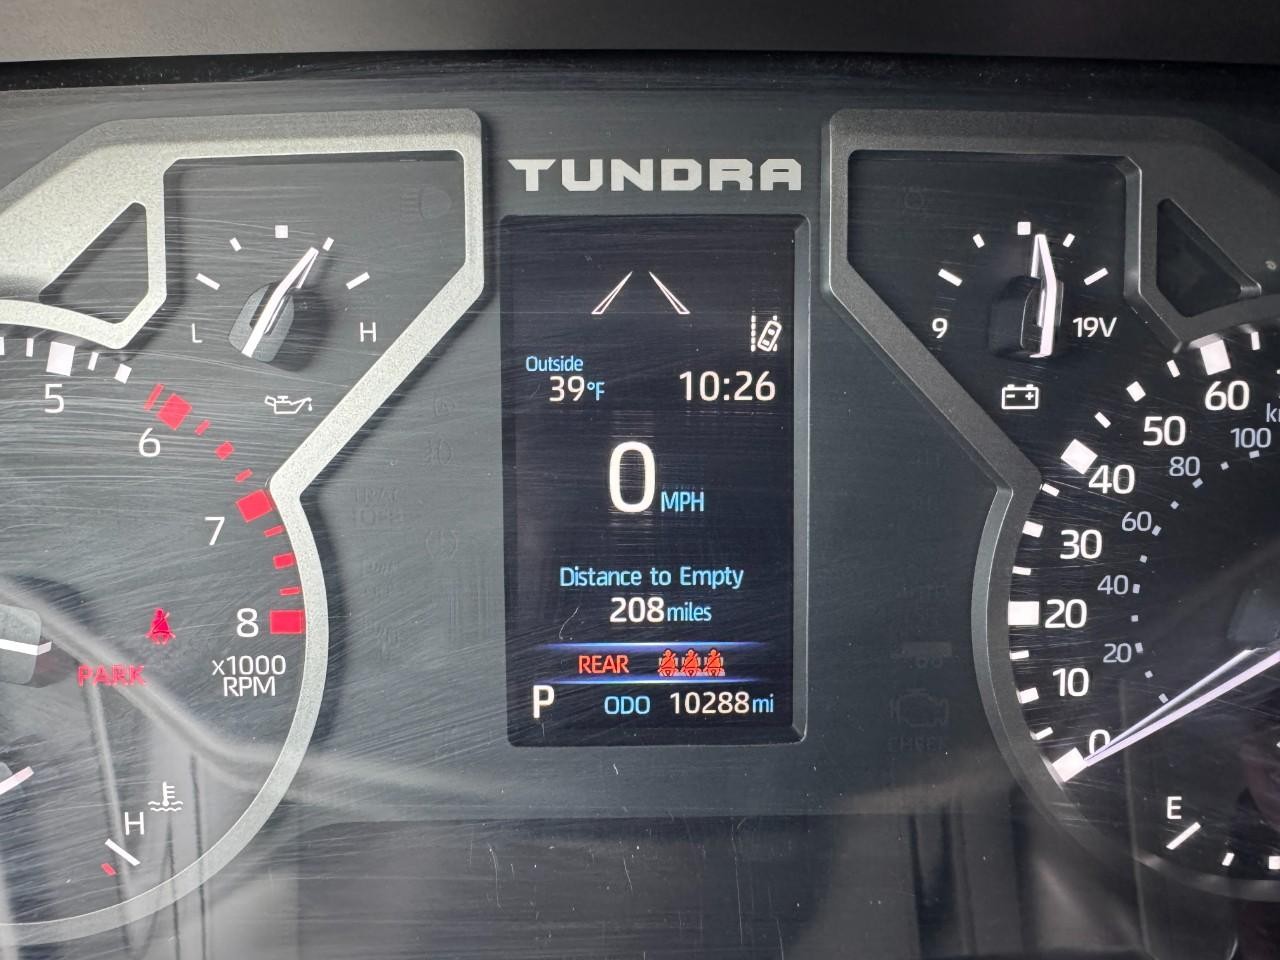 TUNDRA
L
H
9
19V
Outside
39°F
10:26
0 MPH
Distance to Empty
208 miles
REAR
P
ODO 10288 mi
5
6
7
8
x1000
RPM
PARK
H
60
50
40
30
20
10
0
100
80
60
40
20
E
CHECK